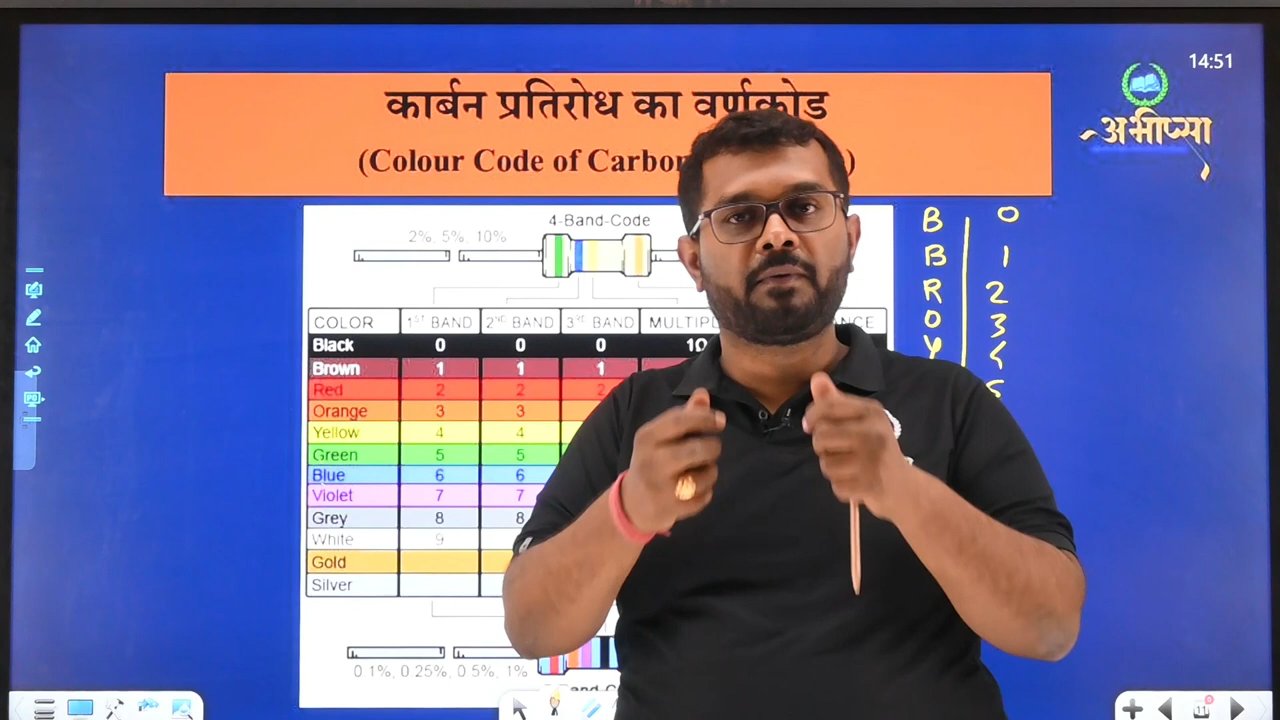 14:51
कार्बन प्रतिरोध का वर्णकोड
अभीप्सा
(Colour Code of Carbon )
4-Band-Code
2%, 5%, 10%
COLOR 1ST BAND 2ND BAND 3RD BAND
Black 0 0 0 10
Brown 1 1 1
Red 2 2 2
Orange 3 3
Yellow 4 4
Green 5 5
Blue 6 6
Violet 7 7
Grey 8 8
White 9
Gold
Silver
0.1%, 0.25%, 0.5%, 1%
B 0
B 1
R 2
O 3
Y 4
5